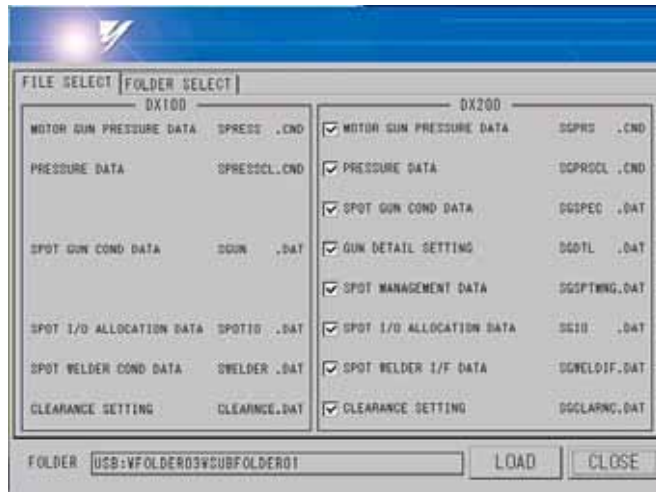 FILE SELECT FOLDER SELECT
DX100
MOTOR GUN PRESSURE DATA SPRESS .CND
PRESSURE DATA SPRESSCL.CND
SPOT GUN COND DATA SGUN .DAT
SPOT I/O ALLOCATION DATA SPOTIO .DAT
SPOT WELDER COND DATA SWELDER .DAT
CLEARANCE SETTING CLEARNCE.DAT
DX200
MOTOR GUN PRESSURE DATA SGPRS .CND
PRESSURE DATA SGPRSCL .CND
SPOT GUN COND DATA SGSPEC .DAT
GUN DETAIL SETTING SGDTL .DAT
SPOT MANAGEMENT DATA SGSPTMNG.DAT
SPOT I/O ALLOCATION DATA SGIO .DAT
SPOT WELDER I/F DATA SGWELDIF.DAT
CLEARANCE SETTING SGCLARNC.DAT
FOLDER USB:¥FOLDER03¥SUBFOLDER01
LOAD CLOSE